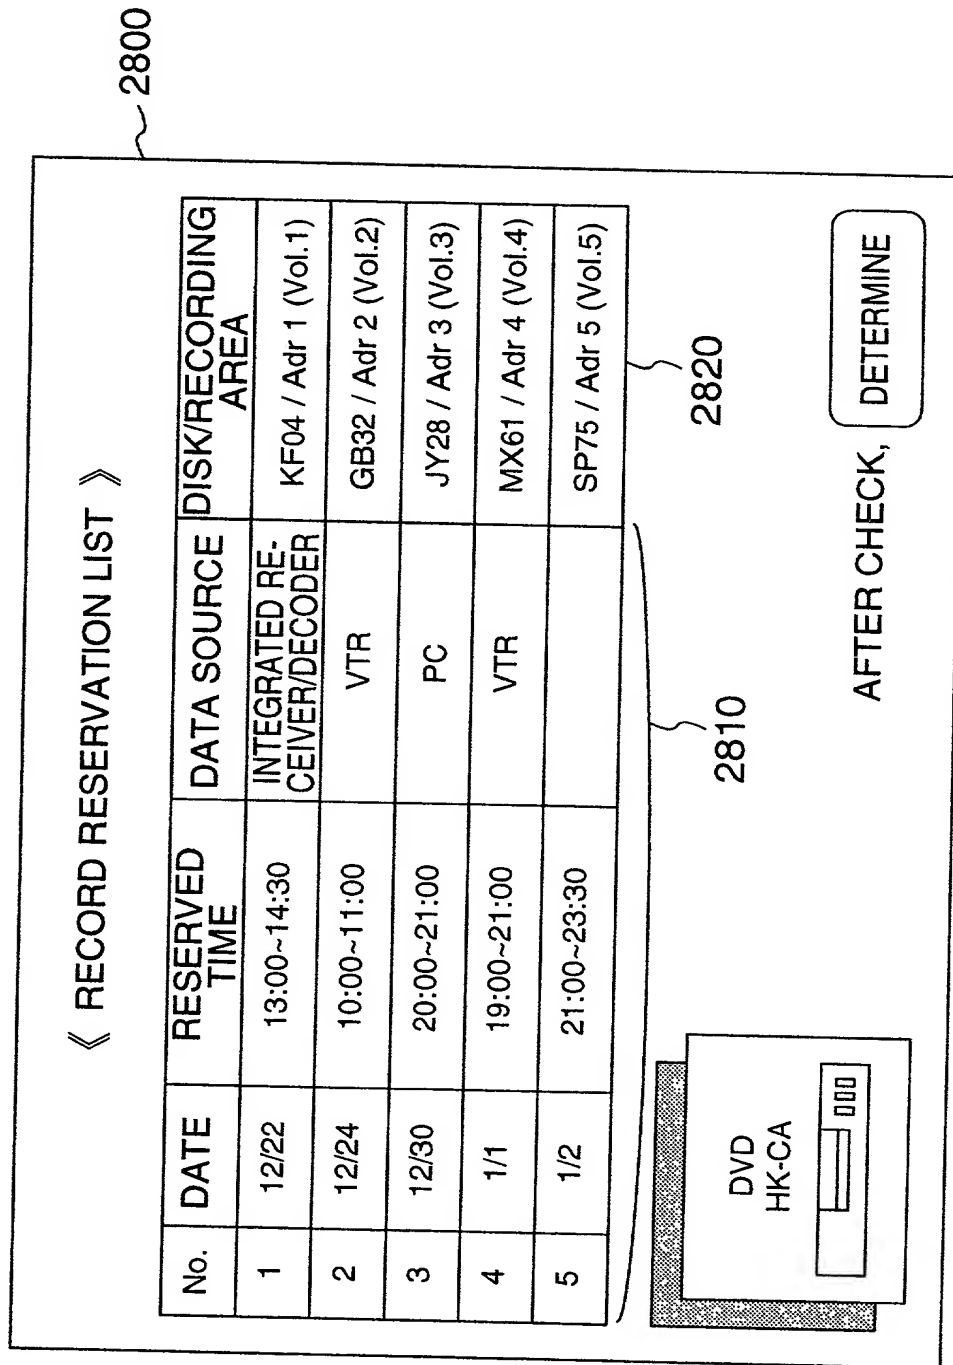 2800
《 RECORD RESERVATION LIST 》
No. DATE RESERVED TIME DATA SOURCE DISK/RECORDING AREA
1 12/22 13:00~14:30 INTEGRATED RE-CEIVER/DECODER KF04 / Adr 1 (Vol.1)
2 12/24 10:00~11:00 VTR GB32 / Adr 2 (Vol.2)
3 12/30 20:00~21:00 PC JY28 / Adr 3 (Vol.3)
4 1/1 19:00~21:00 VTR MX61 / Adr 4 (Vol.4)
5 1/2 21:00~23:30 SP75 / Adr 5 (Vol.5)
2810
2820
DVD
HK-CA
AFTER CHECK, DETERMINE